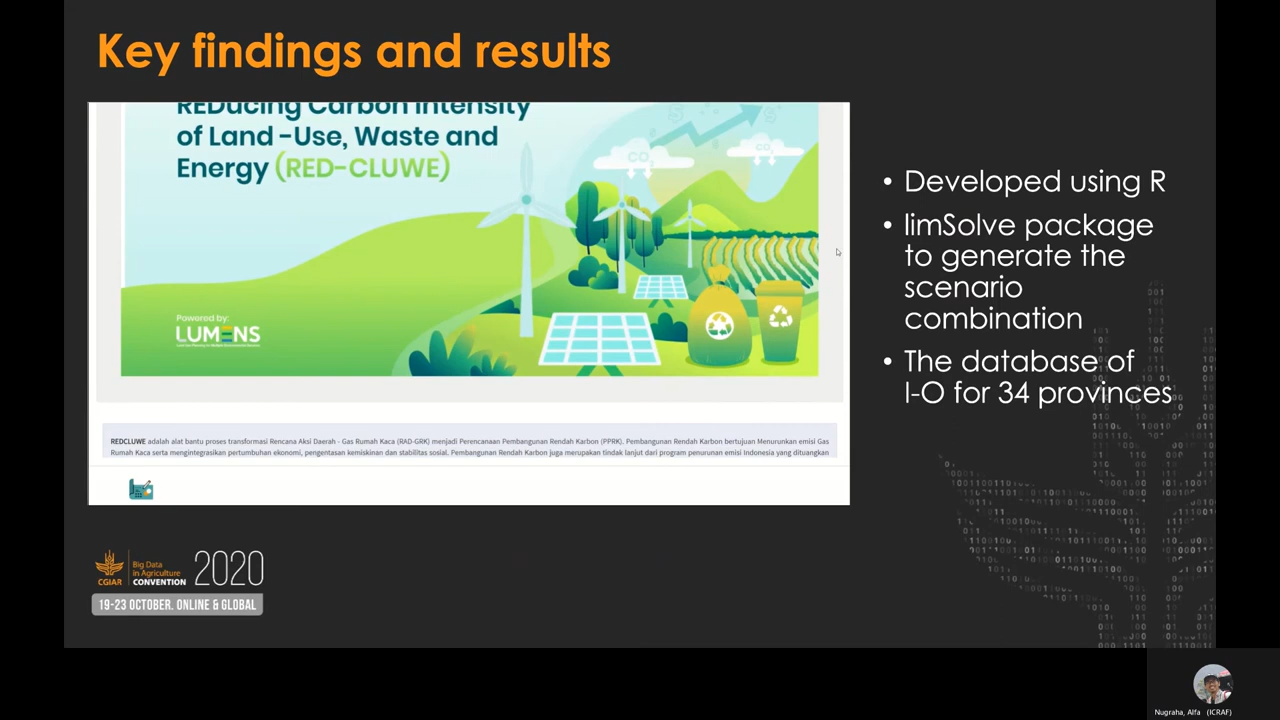 Key findings and results
REDucing Carbon Intensity
of Land -Use, Waste and
Energy (RED-CLUWE)
CO₂
Powered by:
LUMENS
REDCLUWE adalah alat bantu proses transformasi Rencana Aksi Daerah - Gas Rumah Kaca (RAD-GRK) menjadi Perencanaan Pembangunan Rendah Karbon (PPRK). Pembangunan Rendah Karbon bertujuan Menurunkan emisi Gas
Rumah Kaca serta mengintegrasikan pertumbuhan ekonomi, pengentasan kemiskinan dan stabilitas sosial. Pembangunan Rendah Karbon juga merupakan tindak lanjut dari program penurunan emisi Indonesia yang dituangkan
• Developed using R
• limSolve package
to generate the
scenario
combination
• The database of
I-O for 34 provinces
CGIAR
Big Data
in Agriculture
CONVENTION
2020
19-23 OCTOBER. ONLINE & GLOBAL
Nugraha, Alfa (ICRAF)